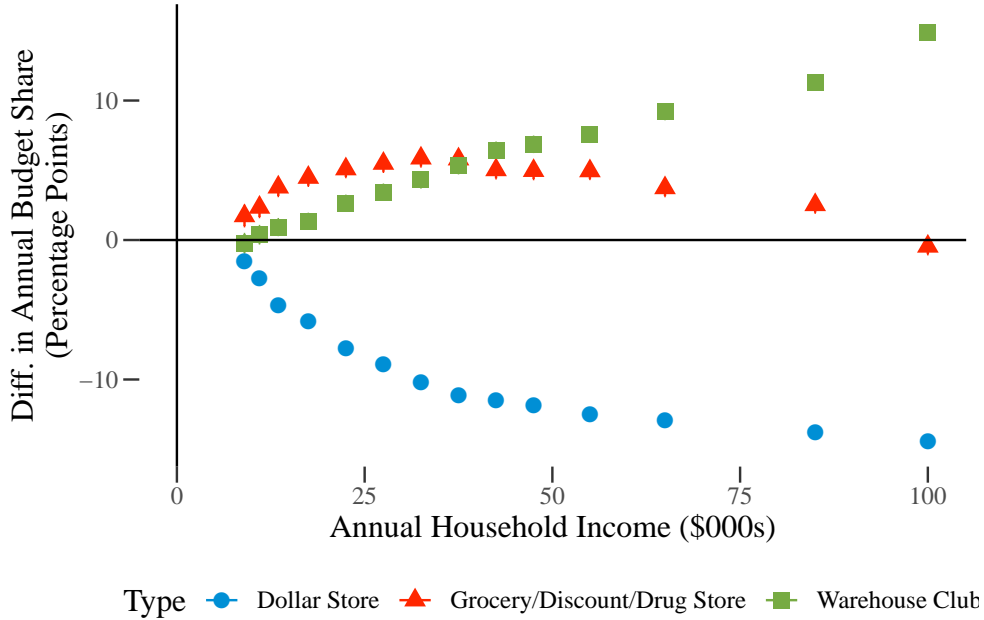 Diff. in Annual Budget Share
(Percentage Points)
10
0
−10
0 25 50 75 100
Annual Household Income ($000s)
Type Dollar Store Grocery/Discount/Drug Store Warehouse Club